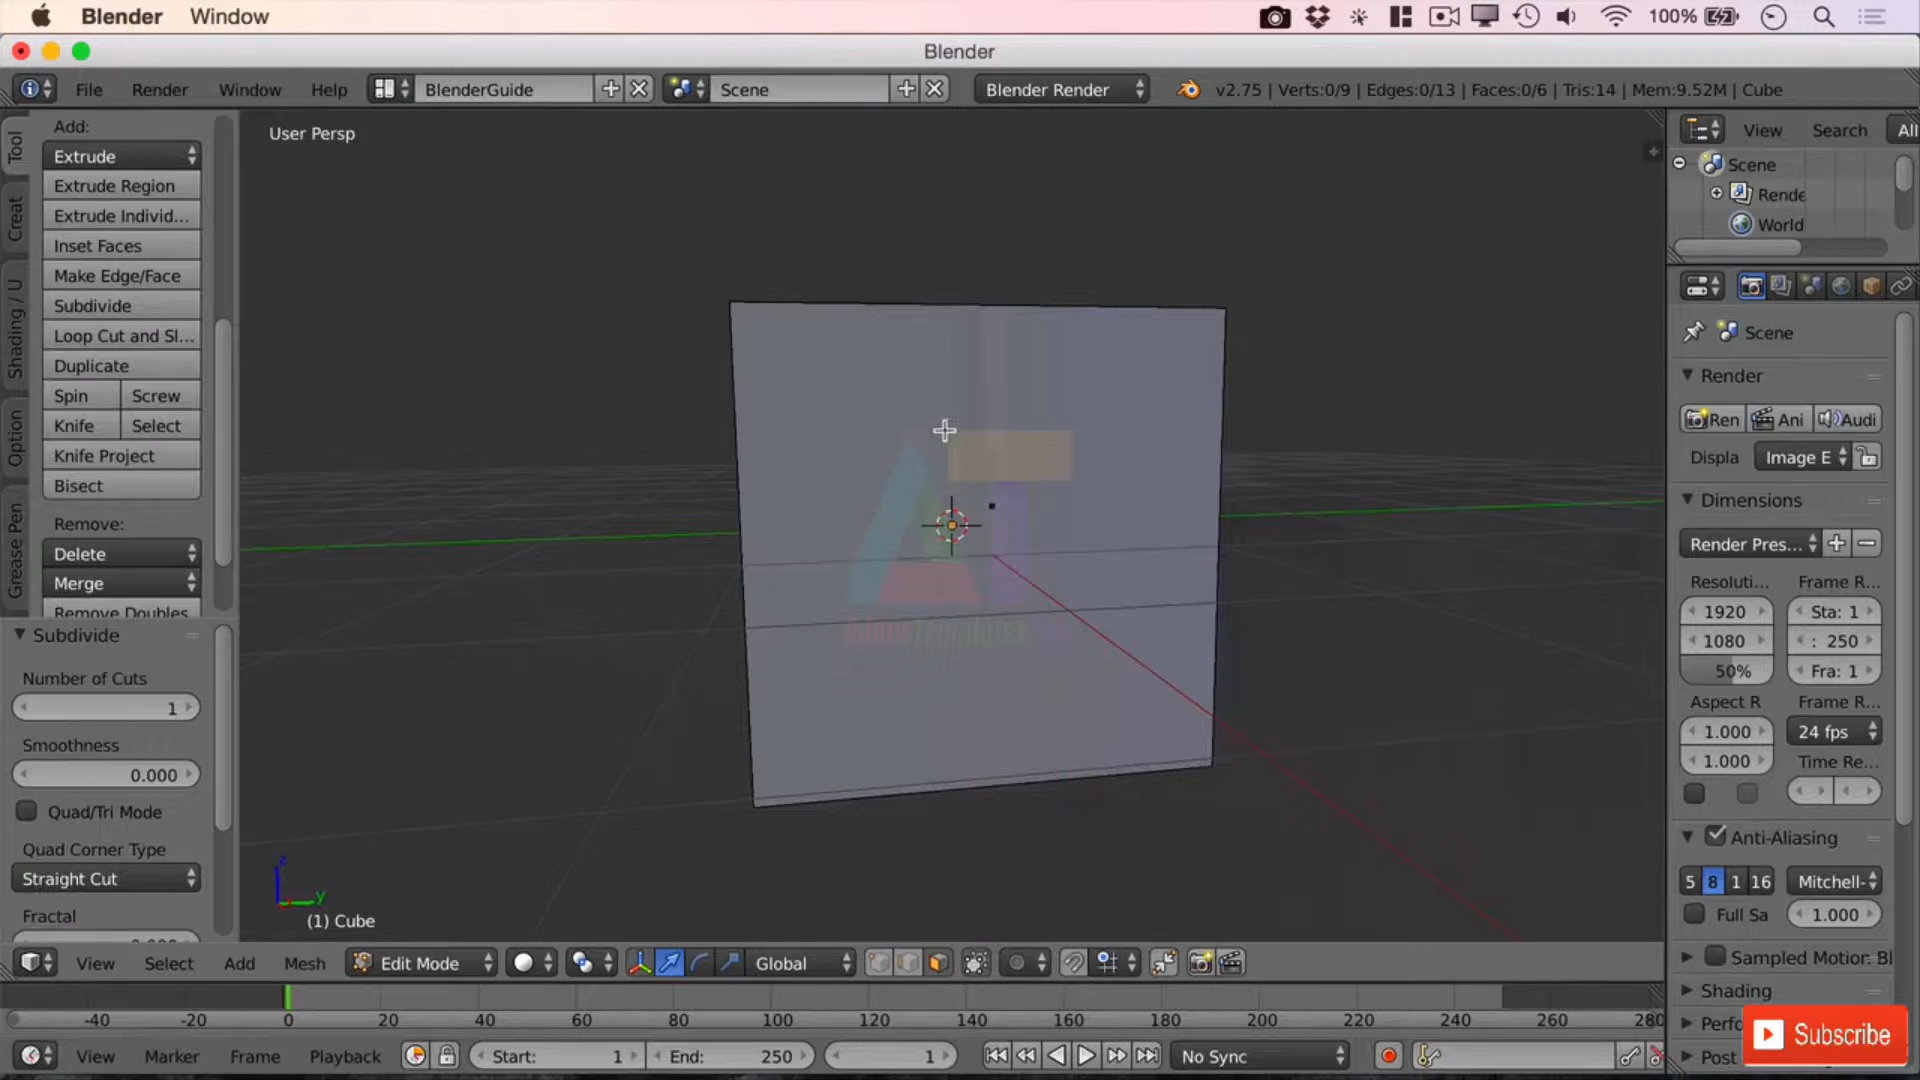 Blender Window 100%
Blender
File Render Window Help BlenderGuide Scene Blender Render v2.75 | Verts:0/9 | Edges:0/13 | Faces:0/6 | Tris:14 | Mem:9.52M | Cube
Tool
Creat
Shading / U
Option
Grease Pen
Add:
Extrude
Extrude Region
Extrude Individ...
Inset Faces
Make Edge/Face
Subdivide
Loop Cut and Sl...
Duplicate
Spin Screw
Knife Select
Knife Project
Bisect
Remove:
Delete
Merge
Remove Doubles
Subdivide
Number of Cuts
1
Smoothness
0.000
Quad/Tri Mode
Quad Corner Type
Straight Cut
Fractal
User Persp
z
y
(1) Cube
View Search All
Scene
Rende
World
Scene
Render
Ren Ani Audi
Displa Image E
Dimensions
Render Pres...
Resoluti... Frame R...
1920 Sta: 1
1080 : 250
50% Fra: 1
Aspect R Frame R...
1.000 24 fps
1.000 Time Re...
Anti-Aliasing
5 8 1 16 Mitchell-
Full Sa 1.000
Sampled Motion Bl
Shading
Perfo
Post
Subscribe
View Select Add Mesh Edit Mode Global
-40 -20 0 20 40 60 80 100 120 140 160 180 200 220 240 260 280
View Marker Frame Playback Start: 1 End: 250 1 No Sync